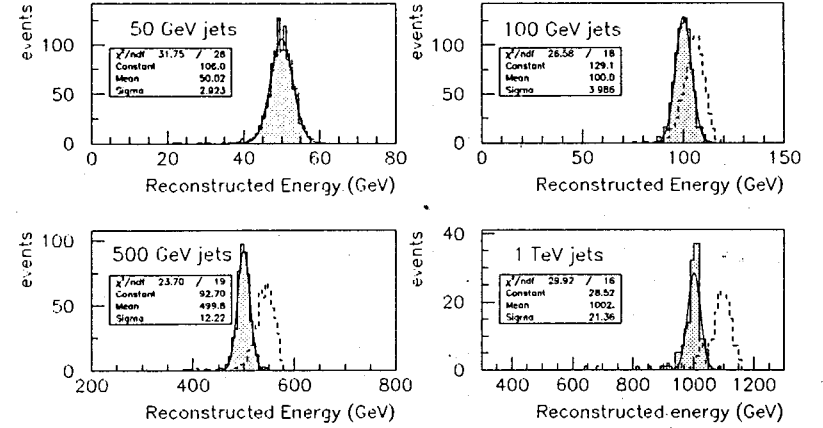 50 GeV jets
events
χ²/ndf 31.75 / 28
Constant 106.0
Mean 50.02
Sigma 2.923
100
50
0
0 20 40 60 80
Reconstructed Energy (GeV)
100 GeV jets
events
χ²/ndf 26.58 / 18
Constant 129.1
Mean 100.0
Sigma 3.986
100
50
0
0 50 100 150
Reconstructed Energy (GeV)
500 GeV jets
events
χ²/ndf 23.70 / 19
Constant 92.70
Mean 499.8
Sigma 12.22
100
50
0
200 400 600 800
Reconstructed Energy (GeV)
1 TeV jets
events
χ²/ndf 29.92 / 16
Constant 28.52
Mean 1002.
Sigma 21.36
40
20
0
400 600 800 1000 1200
Reconstructed energy (GeV)